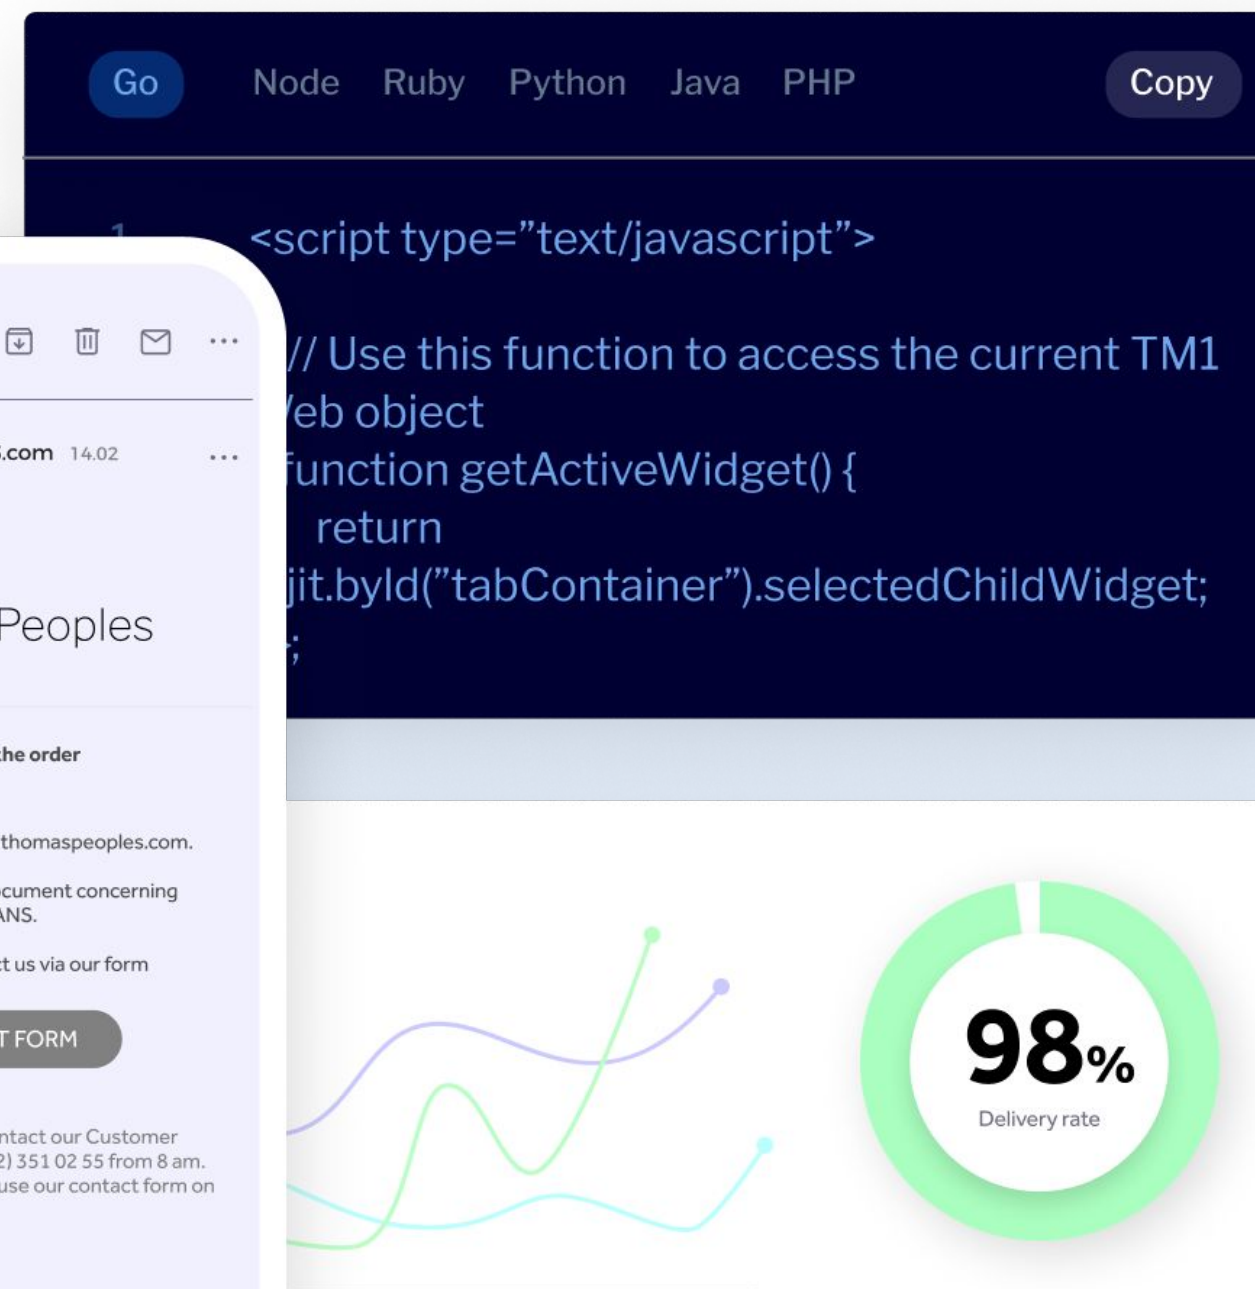 Go Node Ruby Python Java PHP Copy
1 <script type=”text/javascript”>
// Use this function to access the current TM1
eb object
function getActiveWidget() {
return
jit.byId(”tabContainer”).selectedChildWidget;
;
.com 14.02
Peoples
the order
thomaspeoples.com.
cument concerning
ANS.
ct us via our form
T FORM
ntact our Customer
2) 351 02 55 from 8 am.
use our contact form on
98%
Delivery rate